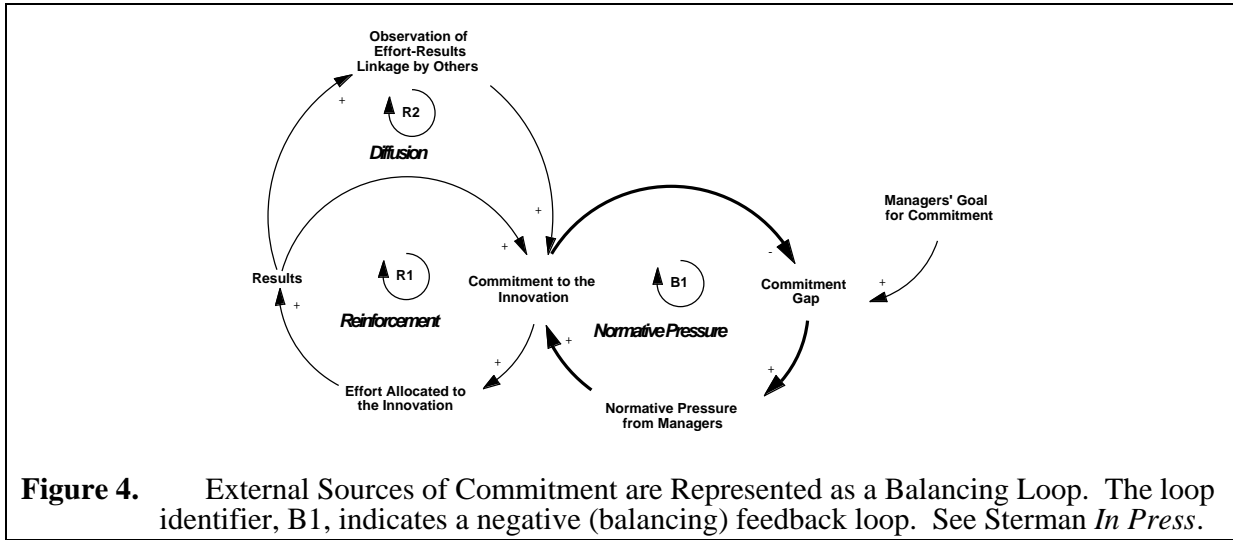 Observation of
Effort-Results
Linkage by Others
+
R2
Diffusion
+
+
Managers' Goal
for Commitment
Results
R1
Commitment to the
Innovation
B1
-
Commitment
Gap
+
+
Reinforcement
Normative Pressure
+
+
+
Effort Allocated to
the Innovation
Normative Pressure
from Managers
Figure 4. External Sources of Commitment are Represented as a Balancing Loop. The loop
identifier, B1, indicates a negative (balancing) feedback loop. See Sterman In Press.